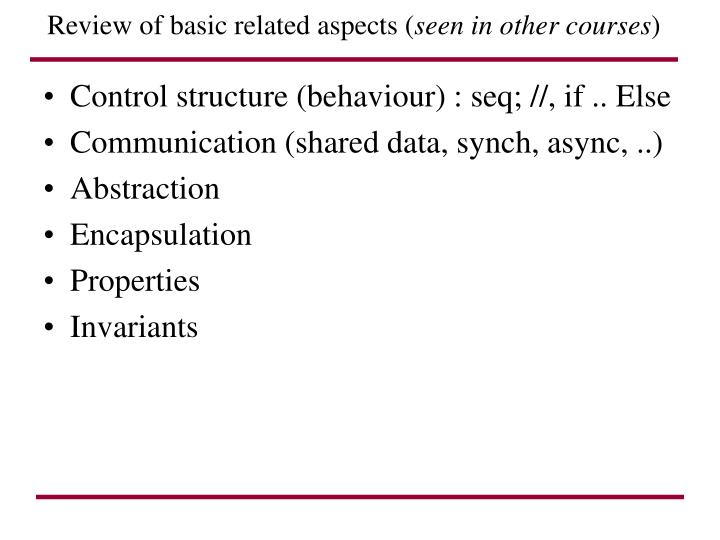 Review of basic related aspects (seen in other courses)
• Control structure (behaviour) : seq; //, if .. Else
• Communication (shared data, synch, async, ..)
• Abstraction
• Encapsulation
• Properties
• Invariants